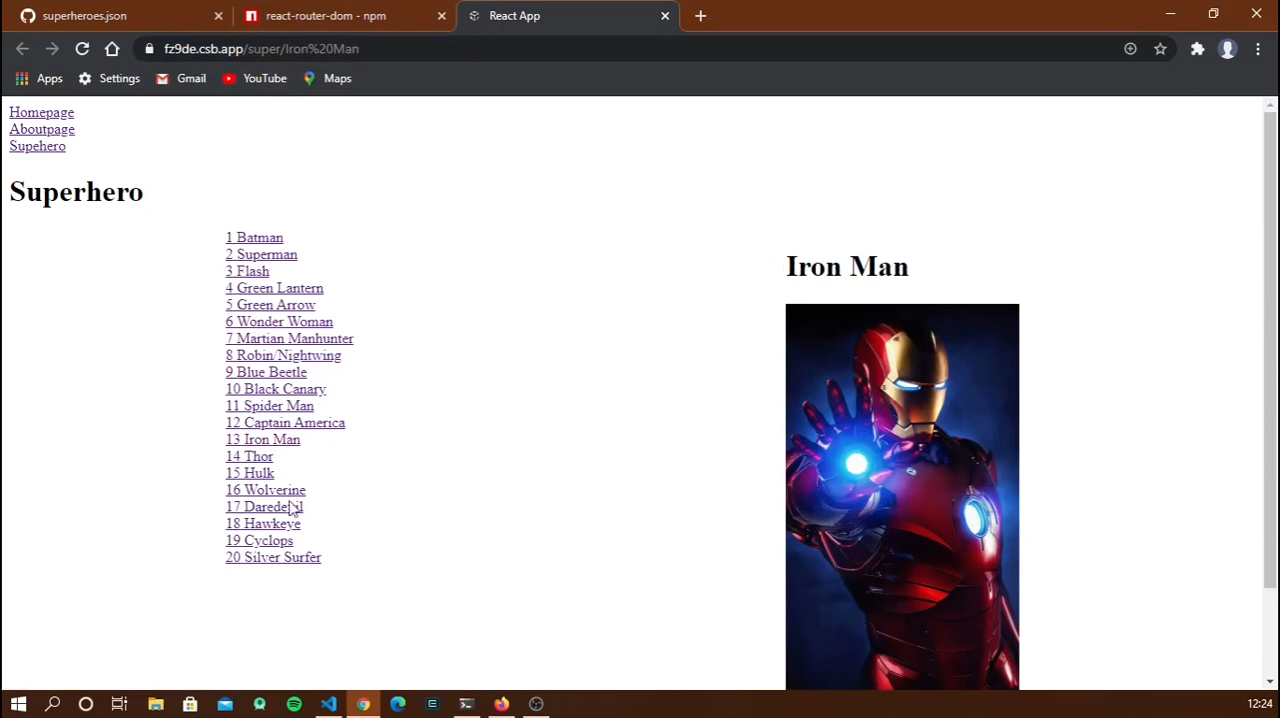 superheroes.json
react-router-dom - npm
React App
fz9de.csb.app/super/Iron%20Man
Apps
Settings
Gmail
YouTube
Maps
Homepage
Aboutpage
Supehero
Superhero
1 Batman
2 Superman
3 Flash
4 Green Lantern
5 Green Arrow
6 Wonder Woman
7 Martian Manhunter
8 Robin/Nightwing
9 Blue Beetle
10 Black Canary
11 Spider Man
12 Captain America
13 Iron Man
14 Thor
15 Hulk
16 Wolverine
17 Daredevil
18 Hawkeye
19 Cyclops
20 Silver Surfer
Iron Man
12:24